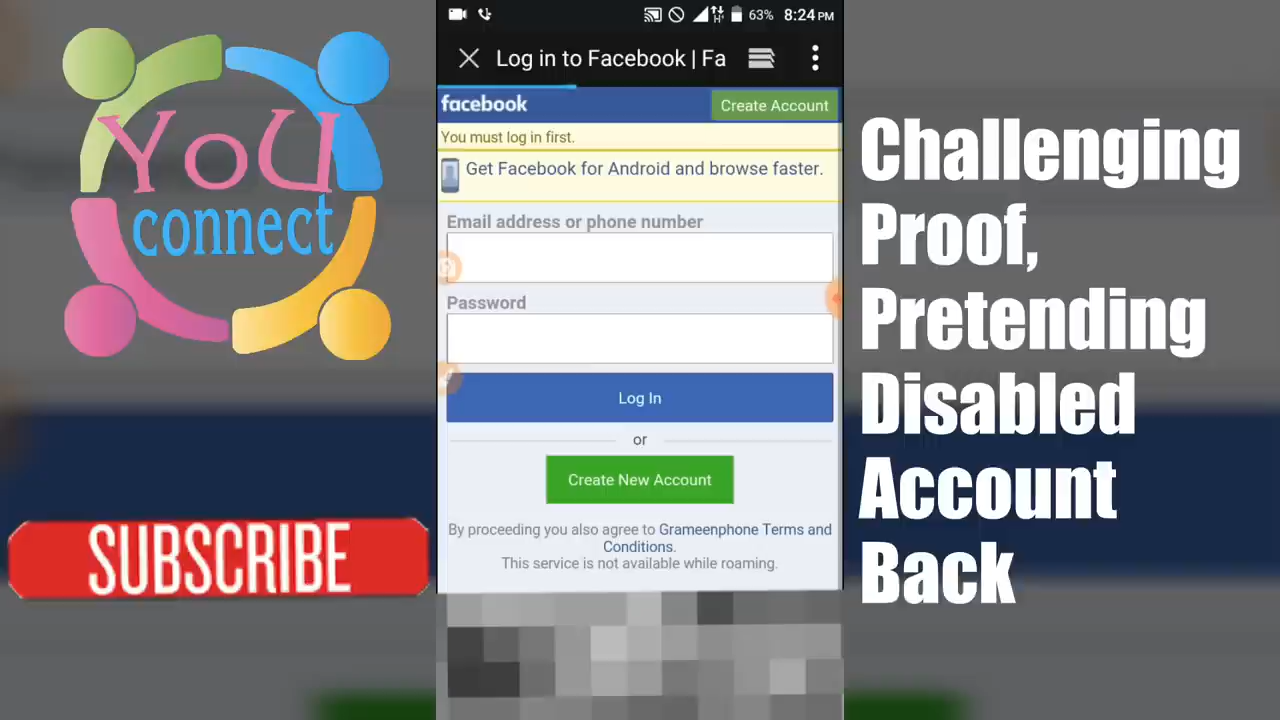 YoU
connect
SUBSCRIBE
63% 8:24 PM
Log in to Facebook | Fa
facebook
Create Account
You must log in first.
Get Facebook for Android and browse faster.
Email address or phone number
Password
Log In
or
Create New Account
By proceeding you also agree to Grameenphone Terms and
Conditions.
This service is not available while roaming.
Challenging
Proof,
Pretending
Disabled
Account
Back